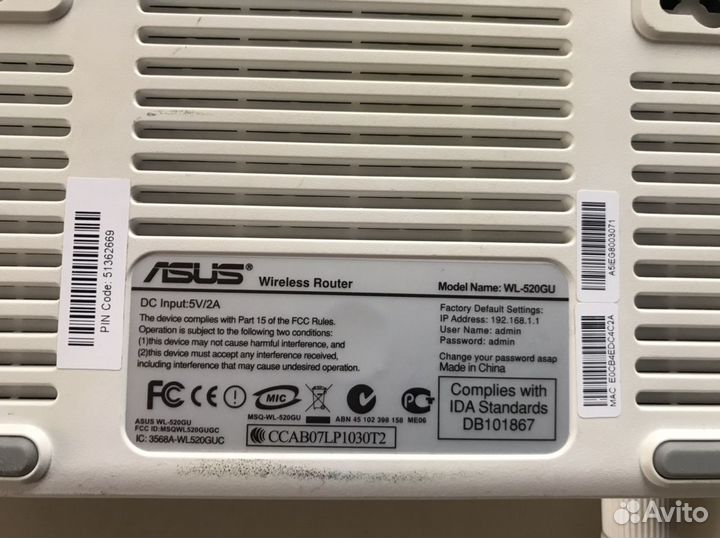 PIN Code: 51362669
ASUS® Wireless Router
Model Name: WL-520GU
DC Input:5V/2A
The device complies with Part 15 of the FCC Rules.
Operation is subject to the following two conditions:
(1)this device may not cause harmful interference, and
(2)this device must accept any interference received,
including interference that may cause undesired operation.
Factory Default Settings:
IP Address: 192.168.1.1
User Name: admin
Password: admin
Change your password asap
Made in China
FC CE MIC
MSQ-WL-520GU
ABN 45 102 398 158
ME06
ASUS WL-520GU
FCC ID:MSQWL520GUGC
IC: 3568A-WL520GUC
CCAB07LP1030T2
Complies with
IDA Standards
DB101867
A5IEG8003071
MAC E0CB4EDC4C2A
Avito